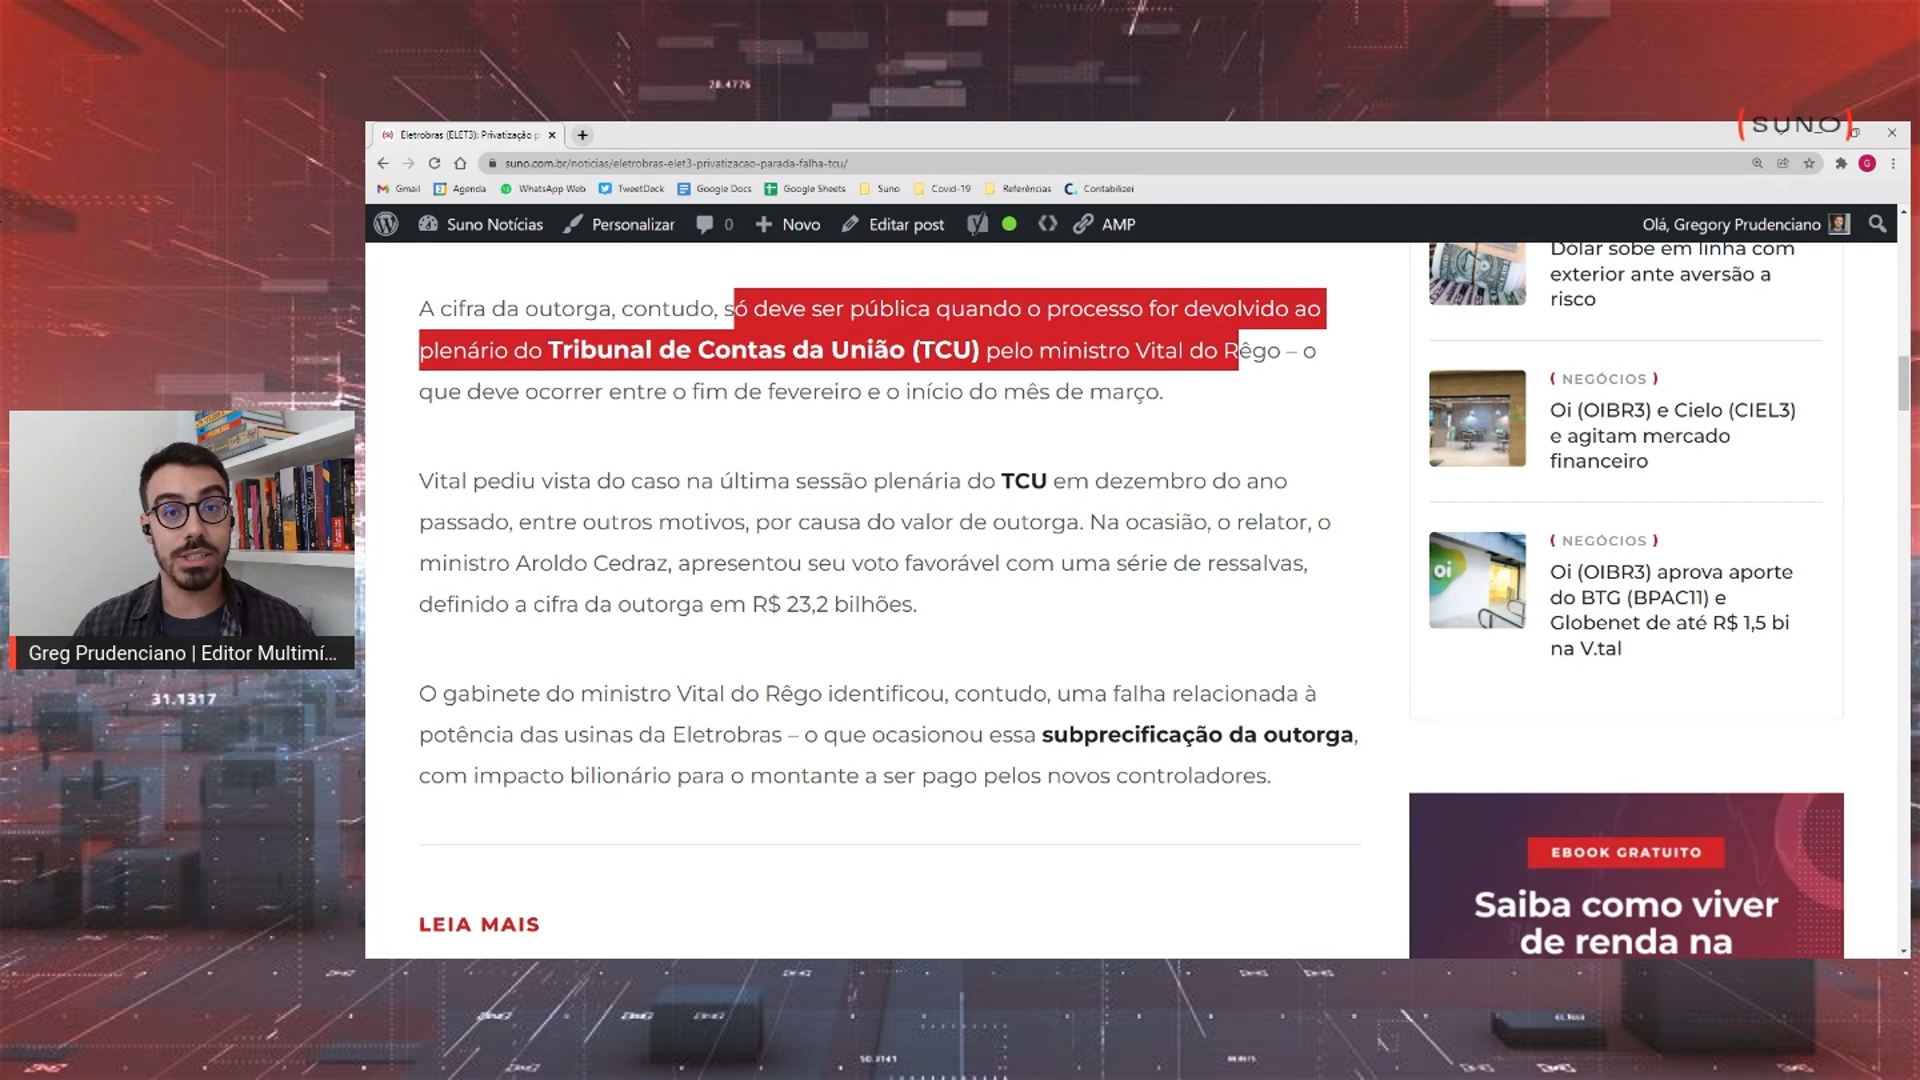 28.4776
(SUNO)
Eletrobras (ELET3): Privatização p
suno.com.br/noticias/eletrobras-elet3-privatizacao-parada-falha-tcu/
Gmail Agenda WhatsApp Web TweetDeck Google Docs Google Sheets Suno Covid-19 Referências Contabilizei
Suno Notícias Personalizar 0 Novo Editar post AMP Olá, Gregory Prudenciano
A cifra da outorga, contudo, só deve ser pública quando o processo for devolvido ao
plenário do Tribunal de Contas da União (TCU) pelo ministro Vital do Rêgo – o
que deve ocorrer entre o fim de fevereiro e o início do mês de março.
Vital pediu vista do caso na última sessão plenária do TCU em dezembro do ano
passado, entre outros motivos, por causa do valor de outorga. Na ocasião, o relator, o
ministro Aroldo Cedraz, apresentou seu voto favorável com uma série de ressalvas,
definido a cifra da outorga em R$ 23,2 bilhões.
O gabinete do ministro Vital do Rêgo identificou, contudo, uma falha relacionada à
potência das usinas da Eletrobras – o que ocasionou essa subprecificação da outorga,
com impacto bilionário para o montante a ser pago pelos novos controladores.
LEIA MAIS
Dólar sobe em linha com
exterior ante aversão a
risco
( NEGÓCIOS )
Oi (OIBR3) e Cielo (CIEL3)
e agitam mercado
financeiro
( NEGÓCIOS )
oi
Oi (OIBR3) aprova aporte
do BTG (BPAC11) e
Globenet de até R$ 1,5 bi
na V.tal
EBOOK GRATUITO
Saiba como viver
de renda na
Greg Prudenciano | Editor Multimí...
31.1317
50.3141